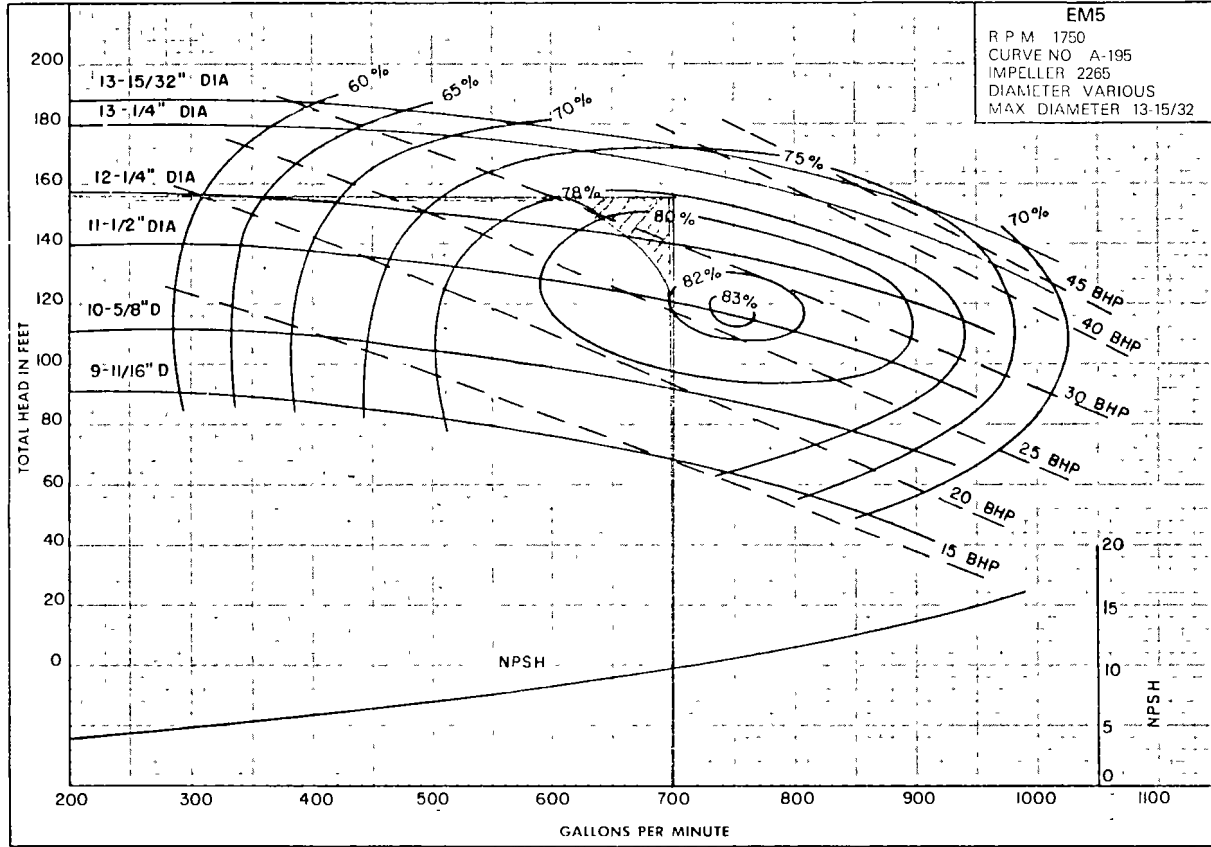 EM5
R P M 1750
CURVE NO A-195
IMPELLER 2265
DIAMETER VARIOUS
MAX DIAMETER 13-15/32
200
180
160
140
120
100
80
60
40
20
0
TOTAL HEAD IN FEET
13-15/32" DIA
13-1/4" DIA
12-1/4" DIA
11-1/2" DIA
10-5/8" D
9-11/16" D
60%
65%
70%
75%
78%
80%
82%
83%
70%
45 BHP
40 BHP
30 BHP
25 BHP
20 BHP
15 BHP
NPSH
20
15
10
5
0
NPSH
200 300 400 500 600 700 800 900 1000 1100
GALLONS PER MINUTE